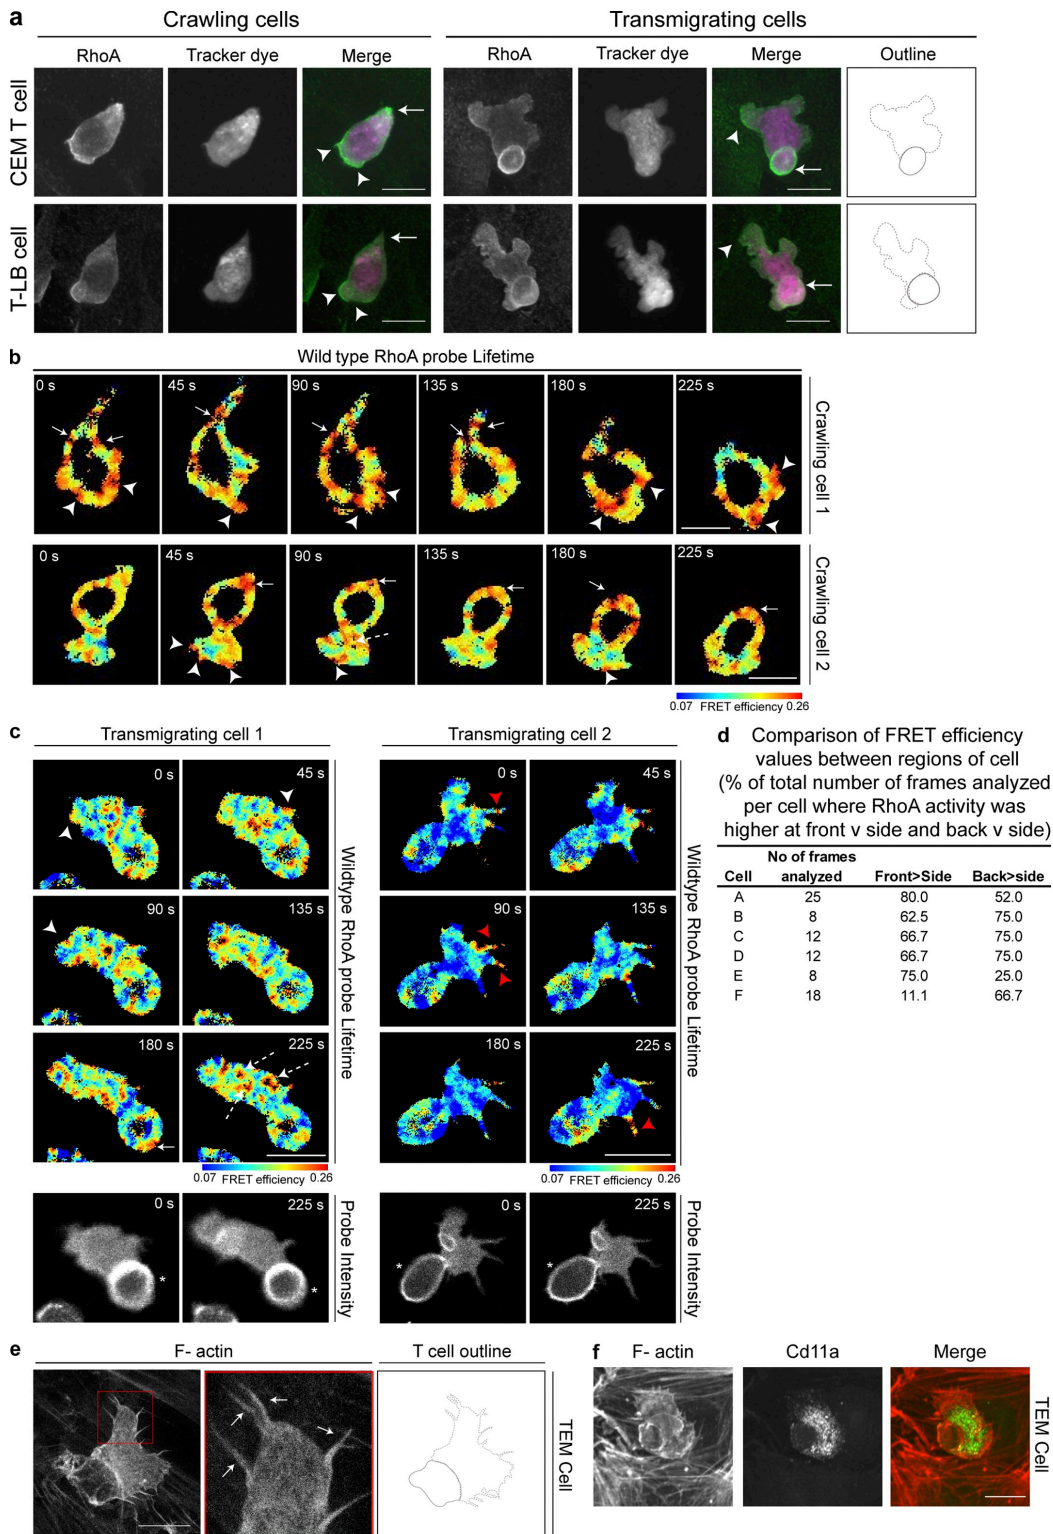 a
Crawling cells
Transmigrating cells
RhoA
Tracker dye
Merge
RhoA
Tracker dye
Merge
Outline
CEM T cell
T-LB cell
b
Wild type RhoA probe Lifetime
0 s
45 s
90 s
135 s
180 s
225 s
Crawling cell 1
0 s
45 s
90 s
135 s
180 s
225 s
Crawling cell 2
0.07 FRET efficiency 0.26
c
Transmigrating cell 1
0 s
45 s
90 s
135 s
180 s
225 s
Wildtype RhoA probe Lifetime
0.07 FRET efficiency 0.26
0 s
*
225 s
*
Probe Intensity
Transmigrating cell 2
0 s
45 s
90 s
135 s
180 s
225 s
Wildtype RhoA probe Lifetime
0.07 FRET efficiency 0.26
0 s
*
225 s
*
Probe Intensity
d Comparison of FRET efficiency
values between regions of cell
(% of total number of frames analyzed
per cell where RhoA activity was
higher at front v side and back v side)
No of frames
Cell analyzed Front>Side Back>side
A 25 80.0 52.0
B 8 62.5 75.0
C 12 66.7 75.0
D 12 66.7 75.0
E 8 75.0 25.0
F 18 11.1 66.7
e
F- actin
T cell outline
TEM Cell
f
F- actin
Cd11a
Merge
TEM Cell